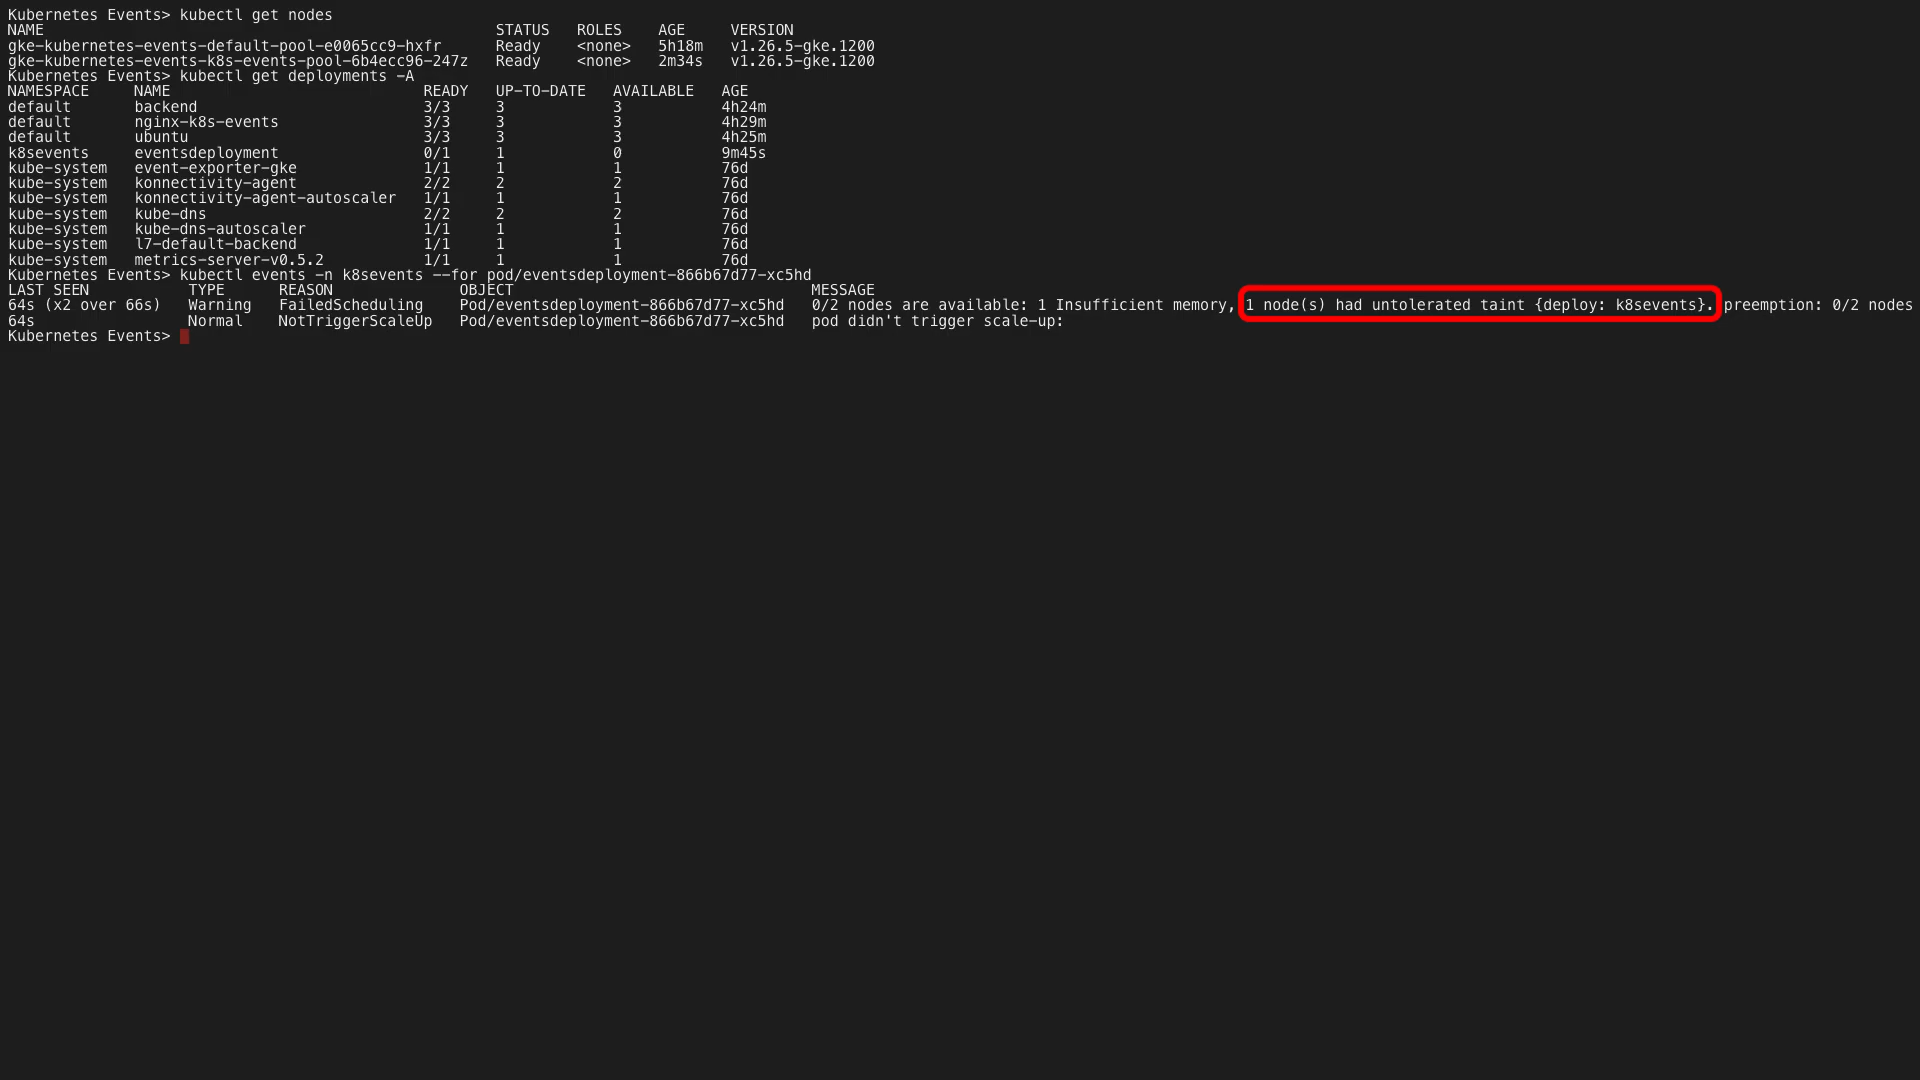 Kubernetes Events> kubectl get nodes
NAME STATUS ROLES AGE VERSION
gke-kubernetes-events-default-pool-e0065cc9-hxfr Ready <none> 5h18m v1.26.5-gke.1200
gke-kubernetes-events-k8s-events-pool-6b4ecc96-247z Ready <none> 2m34s v1.26.5-gke.1200
Kubernetes Events> kubectl get deployments -A
NAMESPACE NAME READY UP-TO-DATE AVAILABLE AGE
default backend 3/3 3 3 4h24m
default nginx-k8s-events 3/3 3 3 4h29m
default ubuntu 3/3 3 3 4h25m
k8sevents eventsdeployment 0/1 1 0 9m45s
kube-system event-exporter-gke 1/1 1 1 76d
kube-system konnectivity-agent 2/2 2 2 76d
kube-system konnectivity-agent-autoscaler 1/1 1 1 76d
kube-system kube-dns 2/2 2 2 76d
kube-system kube-dns-autoscaler 1/1 1 1 76d
kube-system l7-default-backend 1/1 1 1 76d
kube-system metrics-server-v0.5.2 1/1 1 1 76d
Kubernetes Events> kubectl events -n k8sevents --for pod/eventsdeployment-866b67d77-xc5hd
LAST SEEN TYPE REASON OBJECT MESSAGE
64s (x2 over 66s) Warning FailedScheduling Pod/eventsdeployment-866b67d77-xc5hd 0/2 nodes are available: 1 Insufficient memory, 1 node(s) had untolerated taint {deploy: k8sevents}. preemption: 0/2 nodes
64s Normal NotTriggerScaleUp Pod/eventsdeployment-866b67d77-xc5hd pod didn't trigger scale-up:
Kubernetes Events>